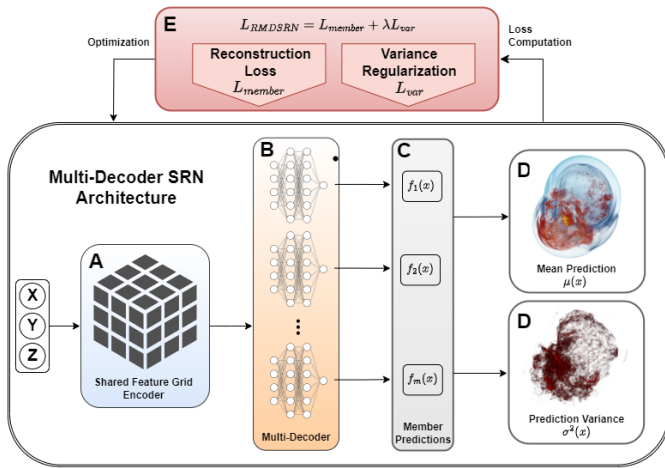 E
L_{RMDSRN} = L_{member} + λL_{var}
Optimization
Loss
Computation
Reconstruction
Loss
L_{member}
Variance
Regularization
L_{var}
Multi-Decoder SRN
Architecture
X
Y
Z
A
Shared Feature Grid
Encoder
B
Multi-Decoder
C
f_1(x)
f_2(x)
f_m(x)
Member
Predictions
D
Mean Prediction
μ(x)
D
Prediction Variance
σ^2(x)